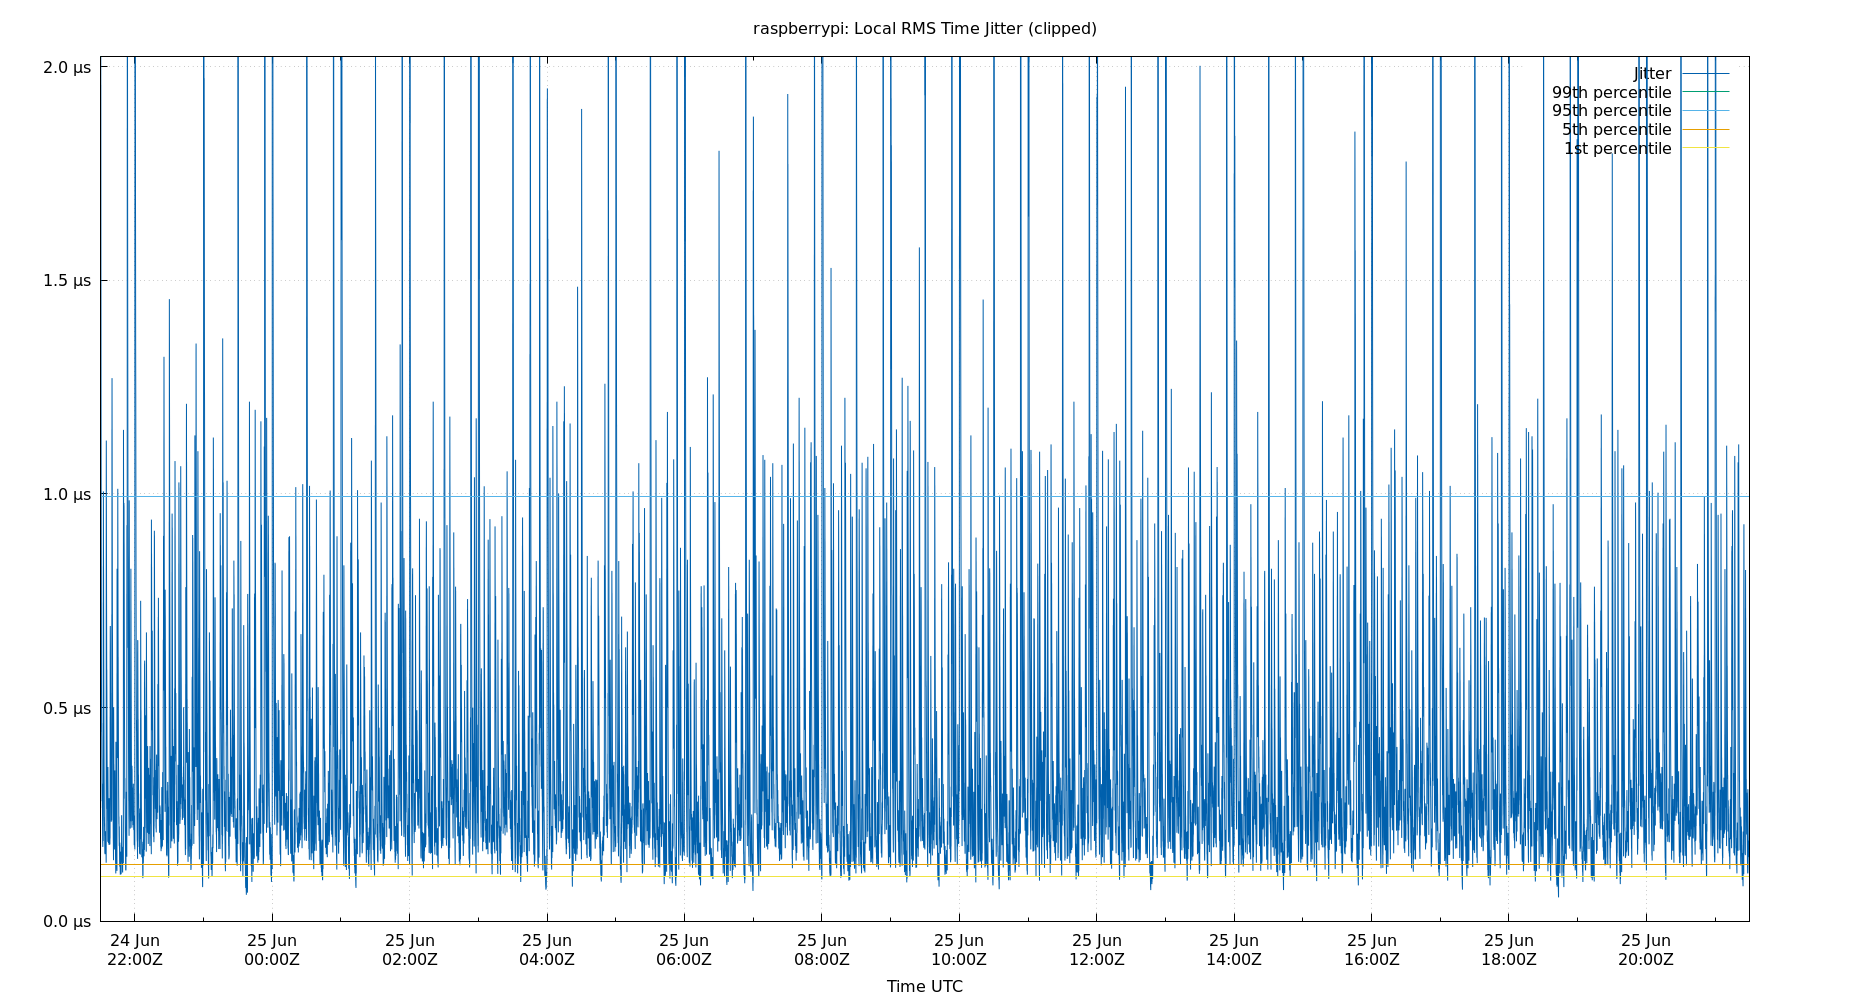 raspberrypi: Local RMS Time Jitter (clipped)
2.0 µs
1.5 µs
1.0 µs
0.5 µs
0.0 µs
Jitter
99th percentile
95th percentile
5th percentile
1st percentile
24 Jun 25 Jun 25 Jun 25 Jun 25 Jun 25 Jun 25 Jun 25 Jun 25 Jun 25 Jun 25 Jun 25 Jun
22:00Z 00:00Z 02:00Z 04:00Z 06:00Z 08:00Z 10:00Z 12:00Z 14:00Z 16:00Z 18:00Z 20:00Z
Time UTC